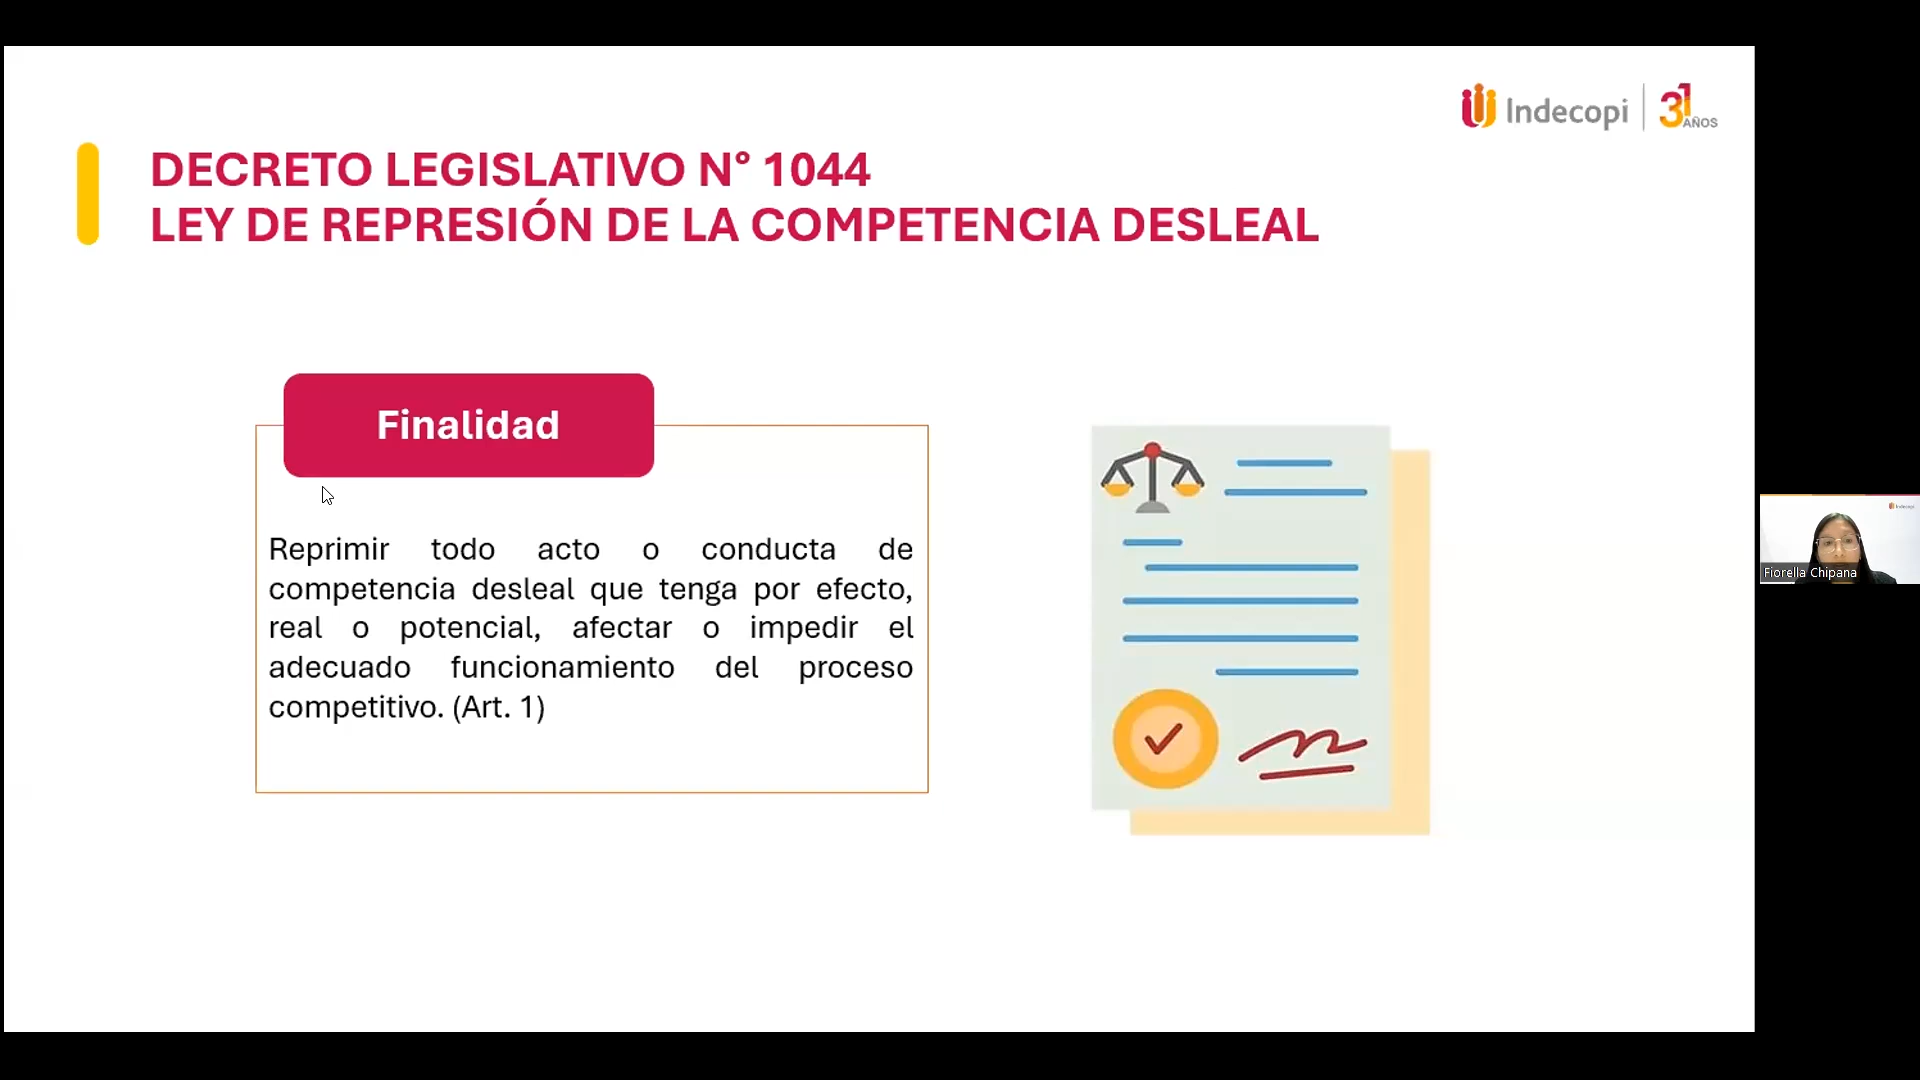 Indecopi
31 AÑOS
DECRETO LEGISLATIVO N° 1044
LEY DE REPRESIÓN DE LA COMPETENCIA DESLEAL
Finalidad
Reprimir todo acto o conducta de
competencia desleal que tenga por efecto,
real o potencial, afectar o impedir el
adecuado funcionamiento del proceso
competitivo. (Art. 1)
Indecopi
Fiorella Chipana